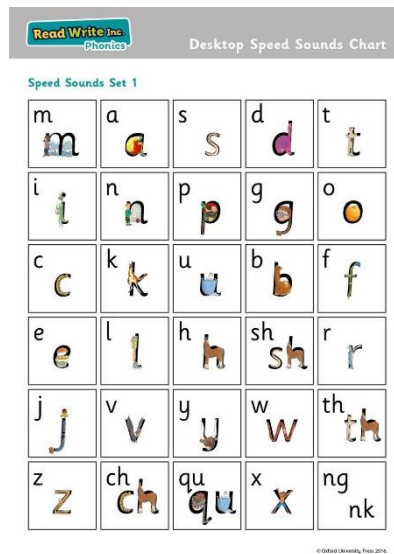 Read Write Inc.
Phonics
Desktop Speed Sounds Chart
Speed Sounds Set 1
m a s d t
m a s d t
i n p g o
i n p g o
c k u b f
c k u b f
e l h sh r
e l h sh r
j v y w th
j v y w th
z ch qu x ng
z ch qu x nk
© Oxford University Press 2016.